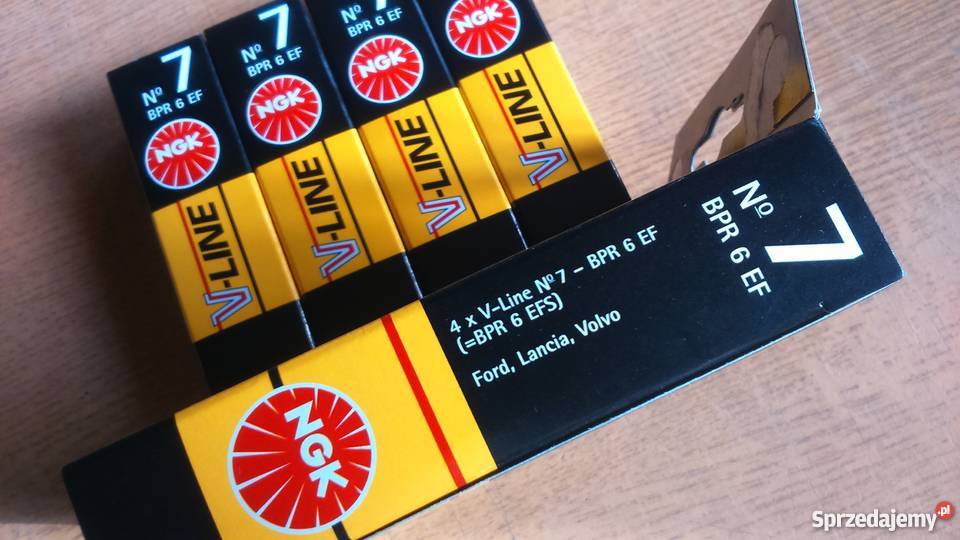 Nº 7
BPR 6 EF
NGK
V-LINE
Nº 7
BPR 6 EF
NGK
V-LINE
7
BPR 6 EF
NGK
V-LINE
NGK
V-LINE
Nº 7
BPR 6 EF
4 x V-Line Nº 7 – BPR 6 EF
(=BPR 6 EFS)
Ford, Lancia, Volvo
NGK
Sprzedajemy.pl